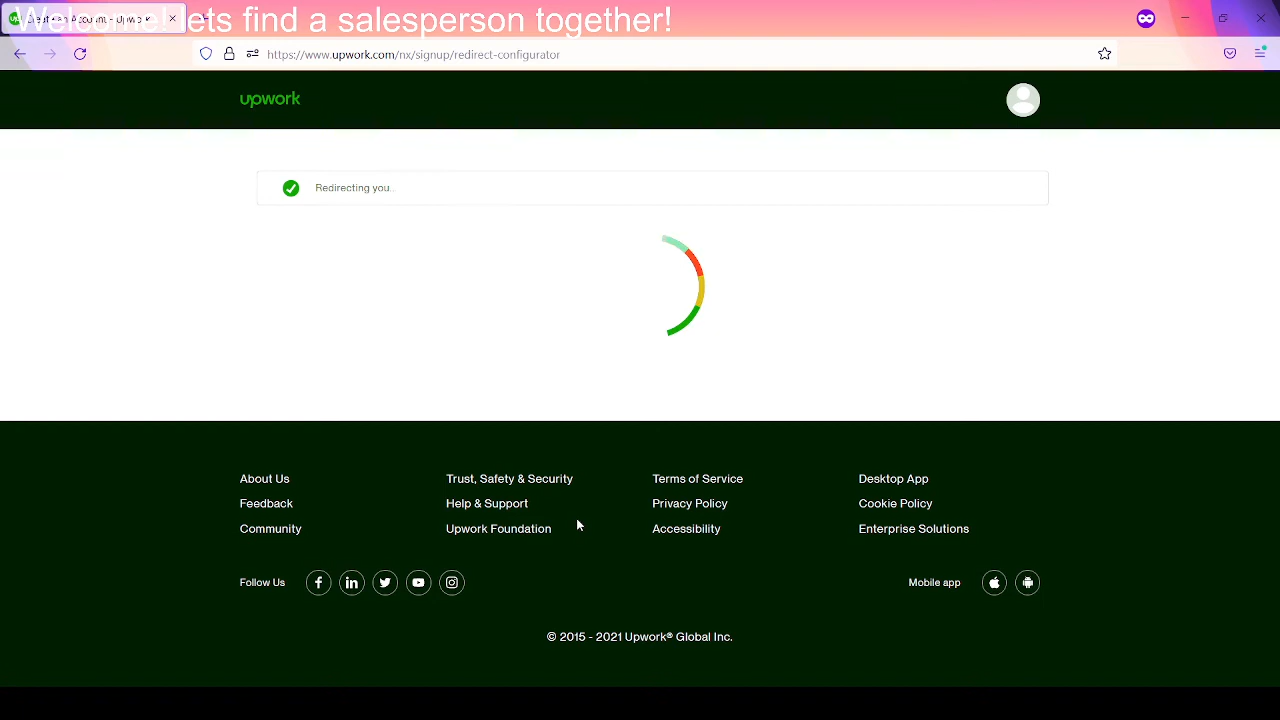 Welcome! lets find a salesperson together!
https://www.upwork.com/nx/signup/redirect-configurator
upwork
Redirecting you...
About Us
Trust, Safety & Security
Terms of Service
Desktop App
Feedback
Help & Support
Privacy Policy
Cookie Policy
Community
Upwork Foundation
Accessibility
Enterprise Solutions
Follow Us
Mobile app
© 2015 - 2021 Upwork® Global Inc.